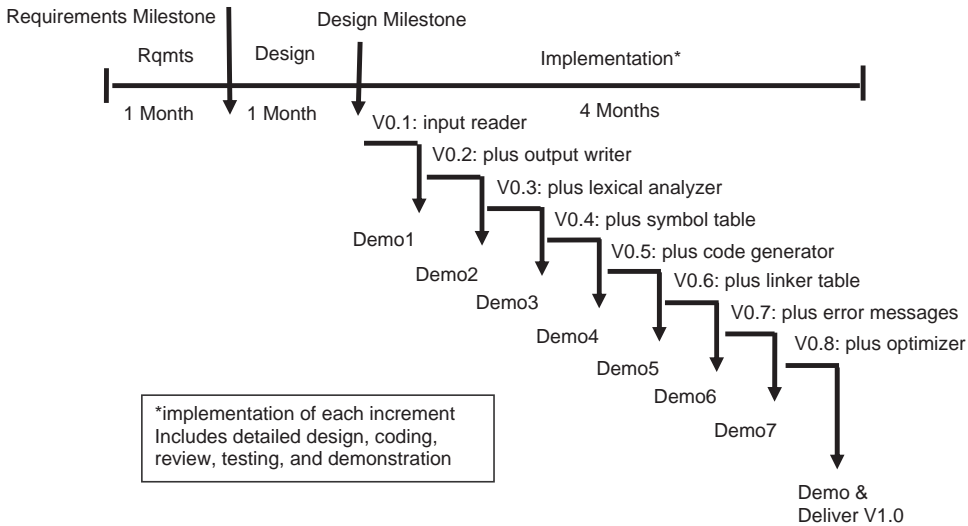 Requirements Milestone
Design Milestone
Rqmts
Design
Implementation*
1 Month
1 Month
4 Months
V0.1: input reader
V0.2: plus output writer
V0.3: plus lexical analyzer
V0.4: plus symbol table
V0.5: plus code generator
V0.6: plus linker table
V0.7: plus error messages
V0.8: plus optimizer
Demo1
Demo2
Demo3
Demo4
Demo5
Demo6
Demo7
*implementation of each increment
Includes detailed design, coding,
review, testing, and demonstration
Demo &
Deliver V1.0